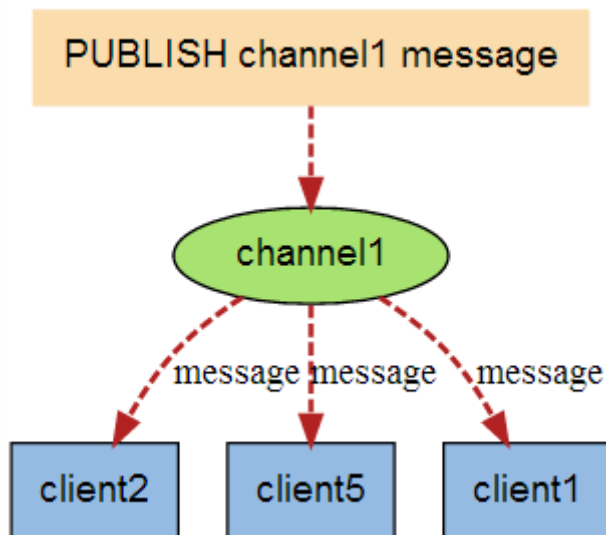 PUBLISH channel1 message
channel1
message message message
client2 client5 client1